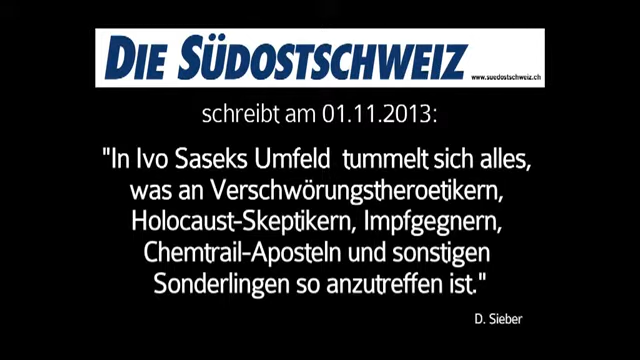 DIE SÜDOSTSCHWEIZ
www.suedostschweiz.ch
schreibt am 01.11.2013:
"In Ivo Saseks Umfeld tummelt sich alles,
was an Verschwörungstheroetikern,
Holocaust-Skeptikern, Impfgegnern,
Chemtrail-Aposteln und sonstigen
Sonderlingen so anzutreffen ist."
D. Sieber